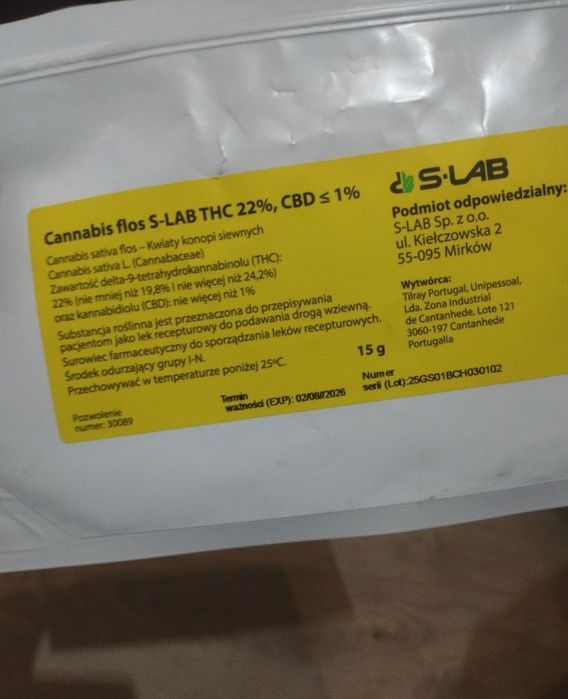 Cannabis flos S-LAB THC 22%, CBD ≤ 1%
Cannabis sativa flos – Kwiaty konopi siewnych
Cannabis sativa L. (Cannabaceae)
Zawartość delta-9-tetrahydrokannabinolu (THC):
22% (nie mniej niż 19,8% i nie więcej niż 24,2%)
oraz kannabidiolu (CBD): nie więcej niż 1%
Substancja roślinna jest przeznaczona do przepisywania
pacjentom jako lek recepturowy do podawania drogą wziewną.
Surowiec farmaceutyczny do sporządzania leków recepturowych.
Środek odurzający grupy I-N.
Przechowywać w temperaturze poniżej 25°C.
15 g
Pozwolenie
numer: 30089
Termin
ważności (EXP): 02/08//2026
Numer
serii (Lot):25GS01BCH030102
S·LAB
Podmiot odpowiedzialny:
S-LAB Sp. z o.o.
ul. Kiełczowska 2
55-095 Mirków
Wytwórca:
Tilray Portugal, Unipessoal,
Lda. Zona Industrial
de Cantanhede, Lote 121
3060-197 Cantanhede
Portugalia